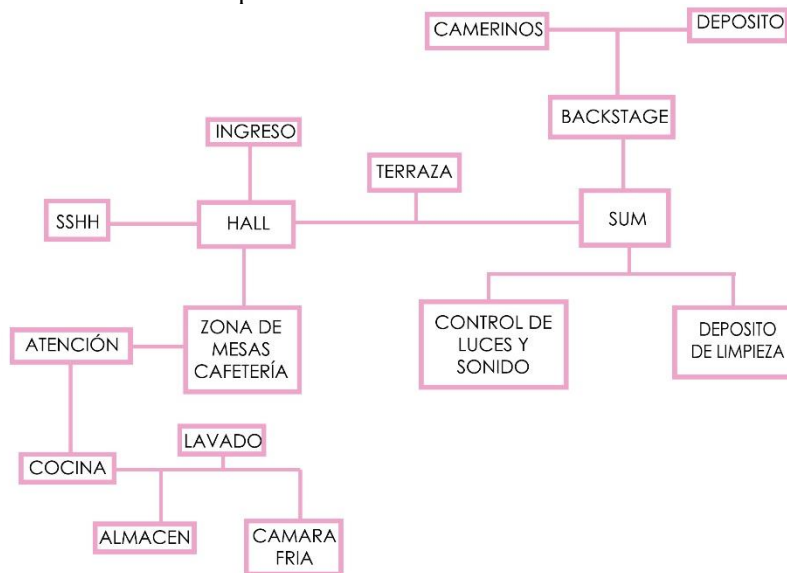 CAMERINOS
DEPOSITO
BACKSTAGE
INGRESO
TERRAZA
SSHH
HALL
SUM
ATENCIÓN
ZONA DE
MESAS
CAFETERÍA
CONTROL DE
LUCES Y
SONIDO
DEPOSITO
DE LIMPIEZA
COCINA
LAVADO
ALMACEN
CAMARA
FRIA